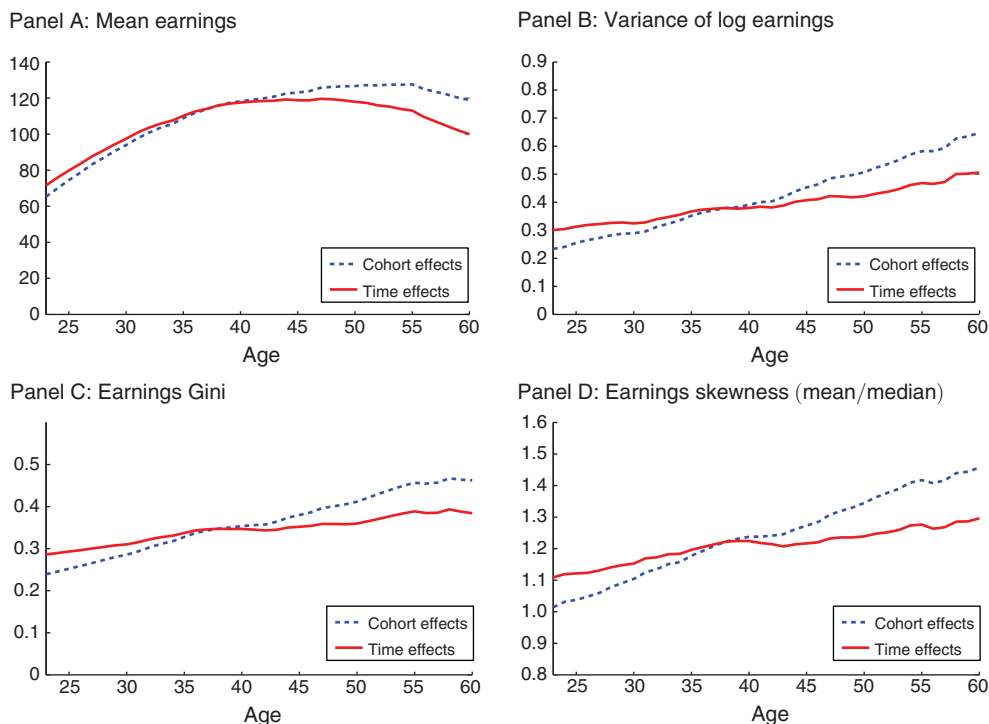 Panel A: Mean earnings
140
120
100
80
60
40
20
0
25 30 35 40 45 50 55 60
Age
Cohort effects
Time effects
Panel B: Variance of log earnings
0.9
0.8
0.7
0.6
0.5
0.4
0.3
0.2
0.1
0
25 30 35 40 45 50 55 60
Age
Cohort effects
Time effects
Panel C: Earnings Gini
0.5
0.4
0.3
0.2
0.1
0
25 30 35 40 45 50 55 60
Age
Cohort effects
Time effects
Panel D: Earnings skewness (mean/median)
1.6
1.5
1.4
1.3
1.2
1.1
1.0
0.9
0.8
25 30 35 40 45 50 55 60
Age
Cohort effects
Time effects